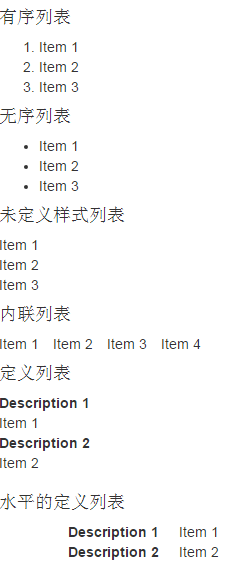 有序列表
1. Item 1
2. Item 2
3. Item 3
无序列表
• Item 1
• Item 2
• Item 3
未定义样式列表
Item 1
Item 2
Item 3
内联列表
Item 1 Item 2 Item 3 Item 4
定义列表
Description 1
Item 1
Description 2
Item 2
水平的定义列表
Description 1 Item 1
Description 2 Item 2